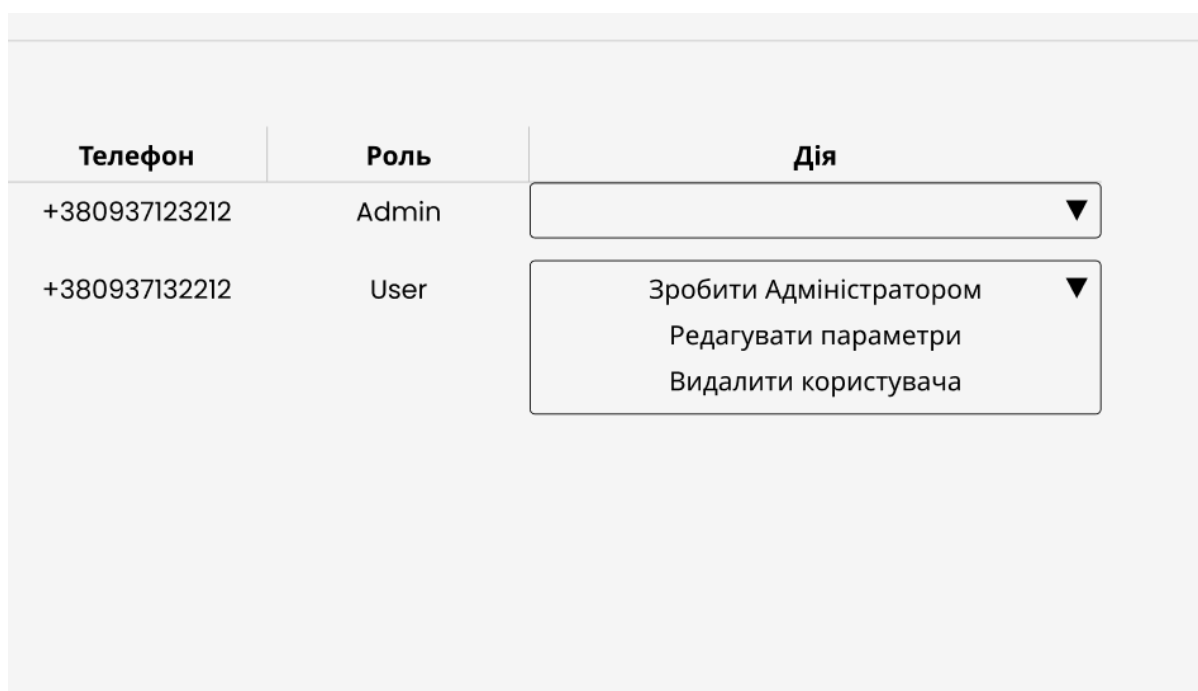 Телефон Роль Дія
+380937123212 Admin ▼
+380937132212 User Зробити Адміністратором ▼
Редагувати параметри
Видалити користувача